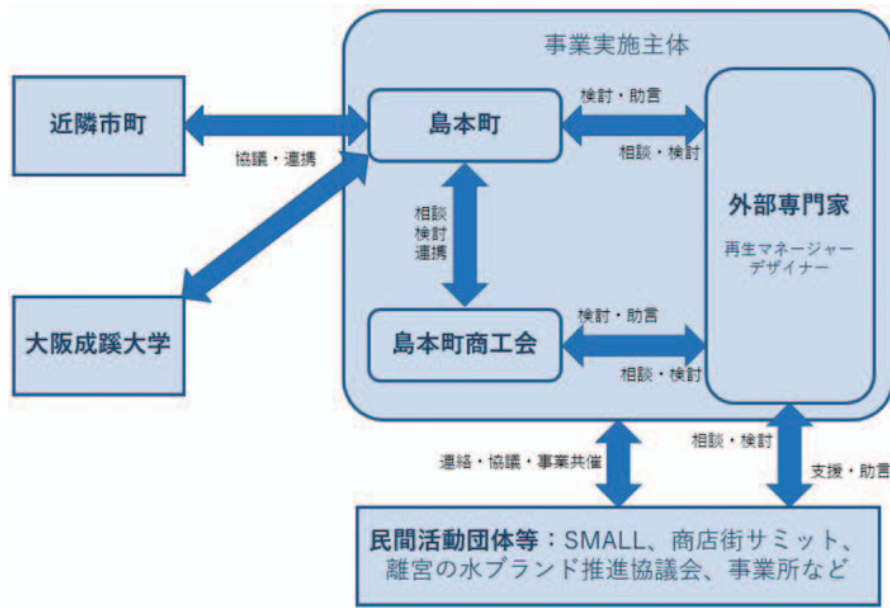 事業実施主体
近隣市町
島本町
検討・助言
協議・連携
相談・検討
外部専門家
再生マネージャー
デザイナー
相談
検討
連携
大阪成蹊大学
島本町商工会
検討・助言
相談・検討
連絡・協議・事業共催
相談・検討
支援・助言
民間活動団体等：SMALL、商店街サミット、
離宮の水ブランド推進協議会、事業所など